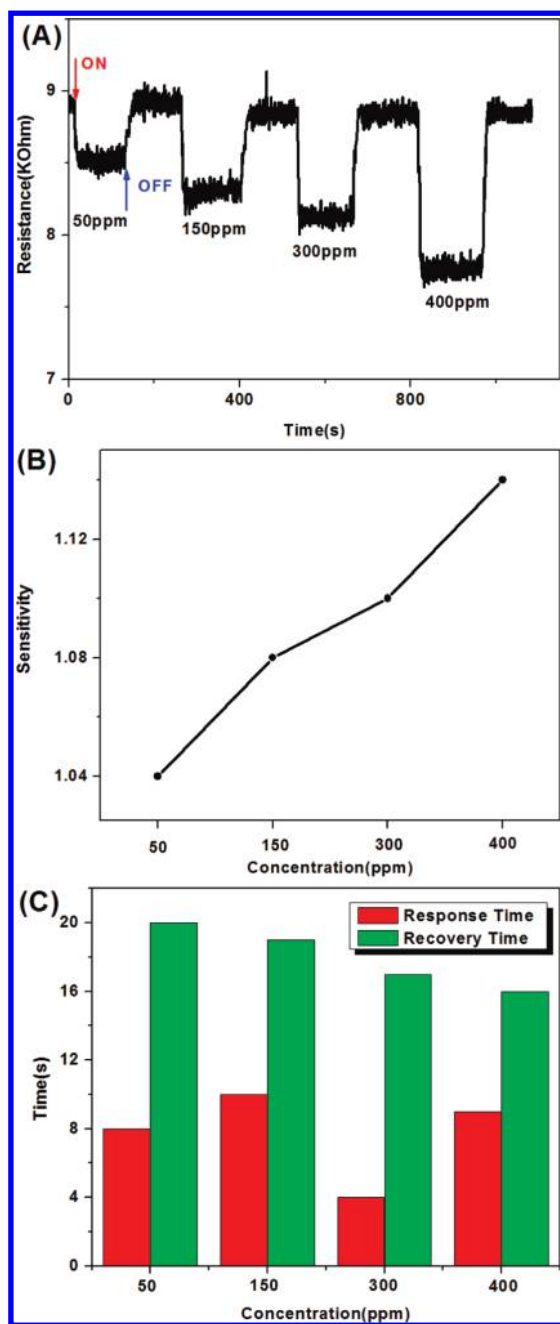 (A)
ON
OFF
50ppm
150ppm
300ppm
400ppm
Resistance(KOhm)
9
8
7
0
400
800
Time(s)
(B)
Sensitivity
1.12
1.08
1.04
50
150
300
400
Concentration(ppm)
(C)
Response Time
Recovery Time
Time(s)
20
16
12
8
4
0
50
150
300
400
Concentration(ppm)